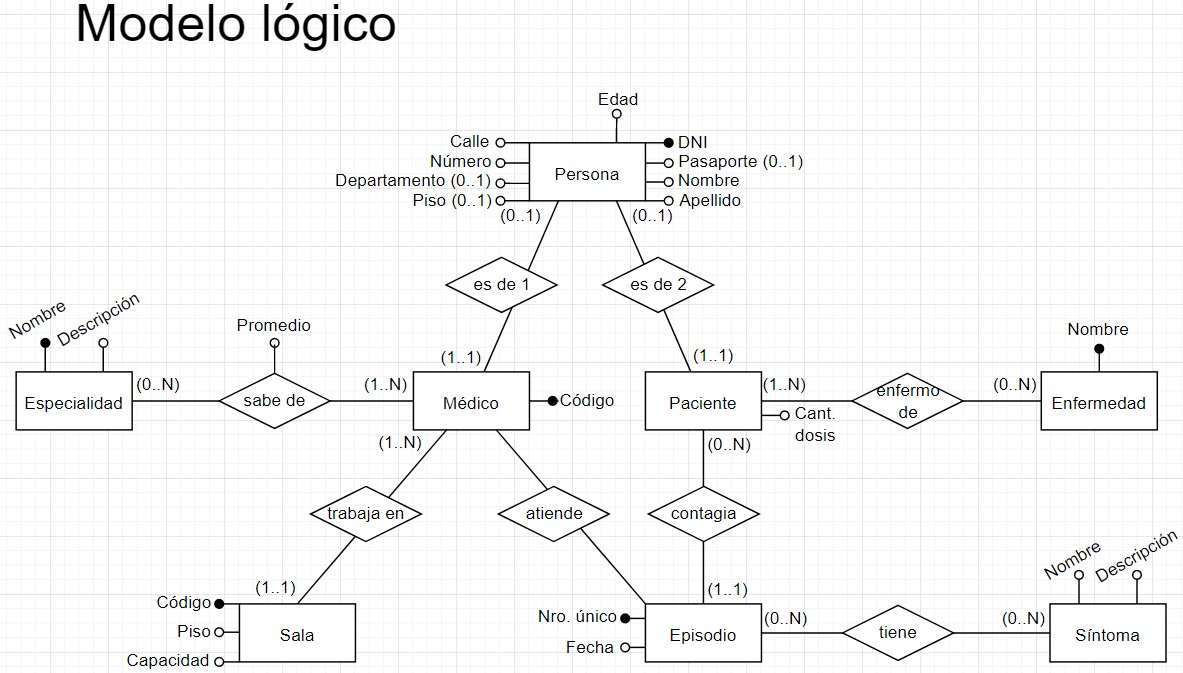 Modelo lógico
Edad
Calle
DNI
Número
Pasaporte (0..1)
Departamento (0..1)
Persona
Nombre
Piso (0..1)
Apellido
(0..1)
(0..1)
es de 1
es de 2
Nombre
Descripción
Promedio
Nombre
(1..1)
(1..1)
Especialidad
(0..N)
sabe de
(1..N)
Médico
Código
Paciente
(1..N)
enfermo
de
(0..N)
Enfermedad
Cant.
dosis
(1..N)
(0..N)
trabaja en
atiende
contagia
Nombre
Descripción
(1..1)
(1..1)
Código
Piso
Capacidad
Sala
Nro. único
Fecha
Episodio
(0..N)
tiene
(0..N)
Síntoma